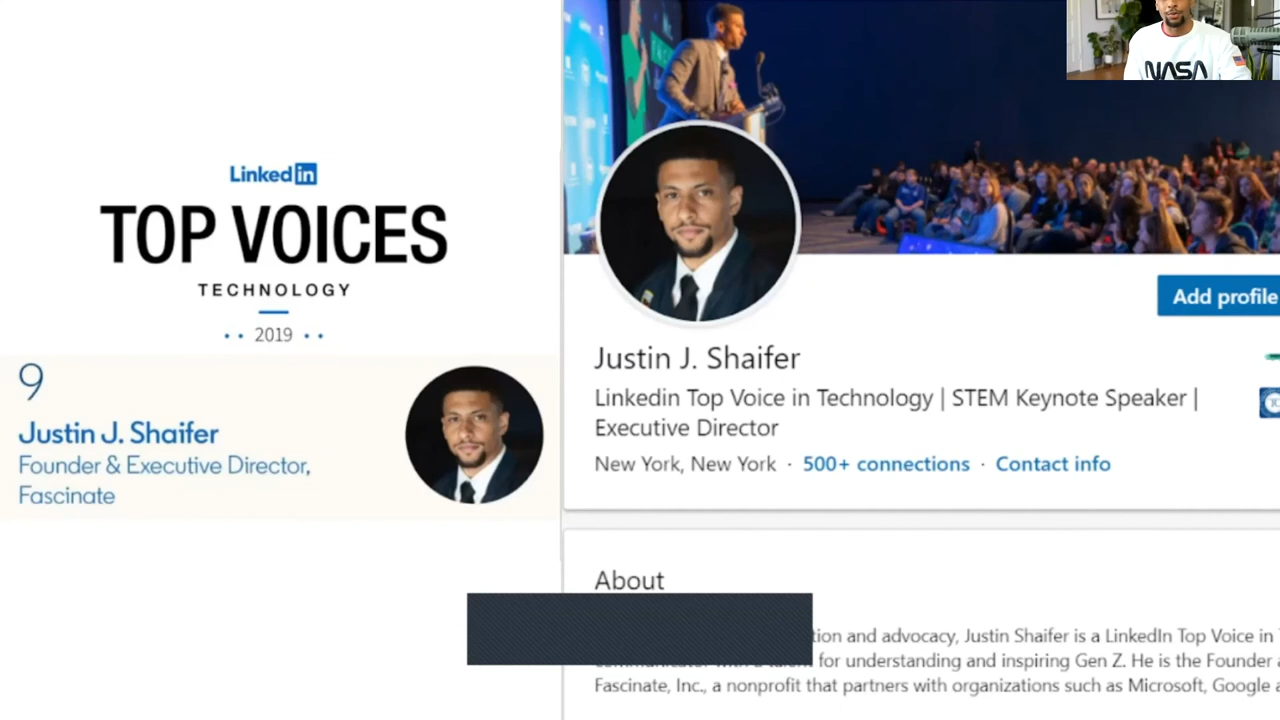 Linked in
TOP VOICES
TECHNOLOGY
2019
9
Justin J. Shaifer
Founder & Executive Director,
Fascinate
NASA
Add profile
Justin J. Shaifer
Linkedin Top Voice in Technology | STEM Keynote Speaker |
Executive Director
New York, New York · 500+ connections · Contact info
About
and advocacy, Justin Shaifer is a LinkedIn Top Voice in
for understanding and inspiring Gen Z. He is the Founder
Fascinate, Inc., a nonprofit that partners with organizations such as Microsoft, Google